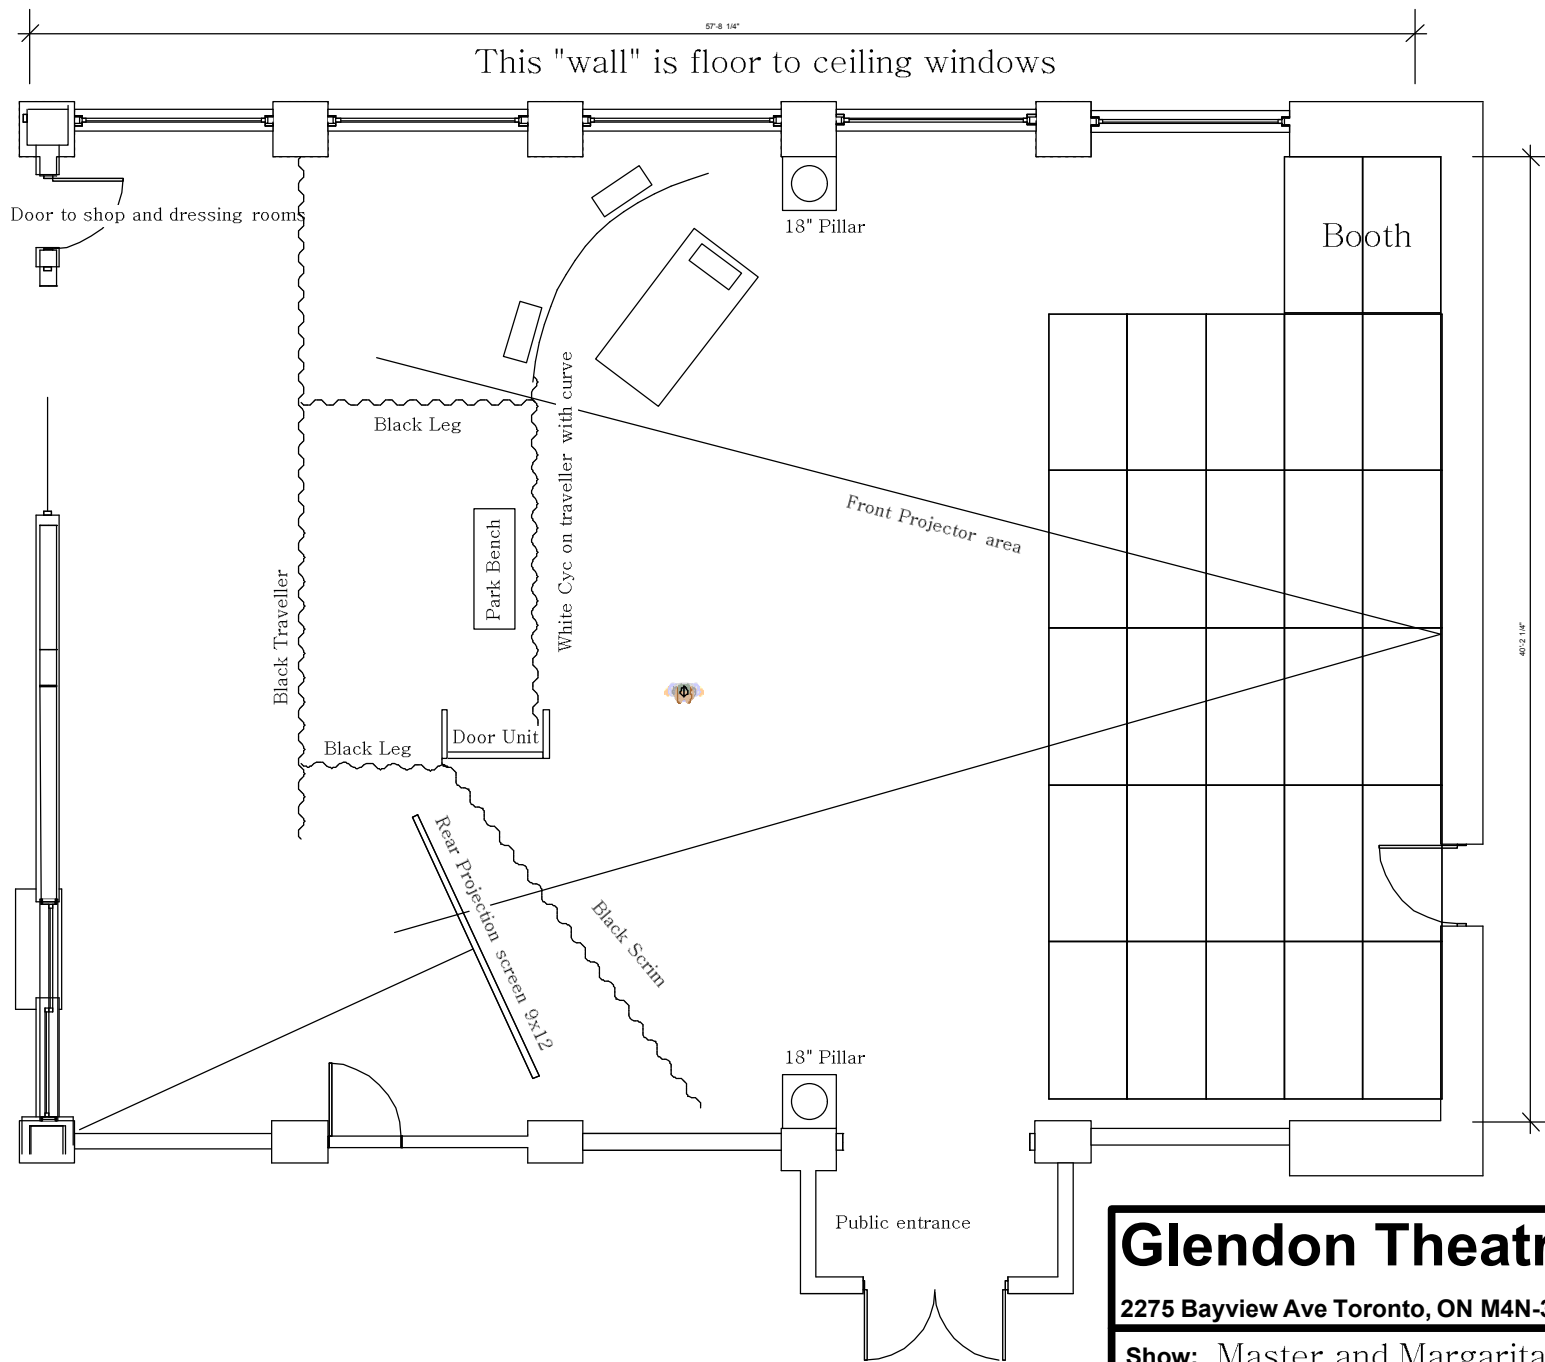 57'-8 1/4"
This "wall" is floor to ceiling windows
Door to shop and dressing rooms
18" Pillar
Booth
Black Leg
White Cyc on traveller with curve
Front Projector area
Park Bench
Black Traveller
40'-2 1/4"
Black Leg
Door Unit
Rear Projection screen 9x12
Black Scrim
18" Pillar
Public entrance
Glendon Theatr
2275 Bayview Ave Toronto, ON M4N-3
Show: Master and Margarita